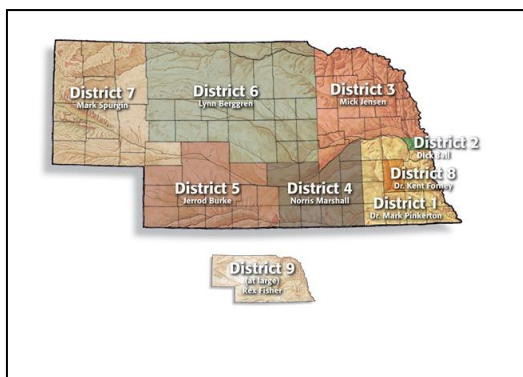 District 7
Mark Spurgin
District 6
Lynn Berggren
District 3
Mick Jensen
District 2
Dick Bell
District 8
Dr. Kent Forney
District 5
Jerrod Burke
District 4
Norris Marshall
District 1
Dr. Mark Pinkerton
District 9
(at large)
Rex Fisher